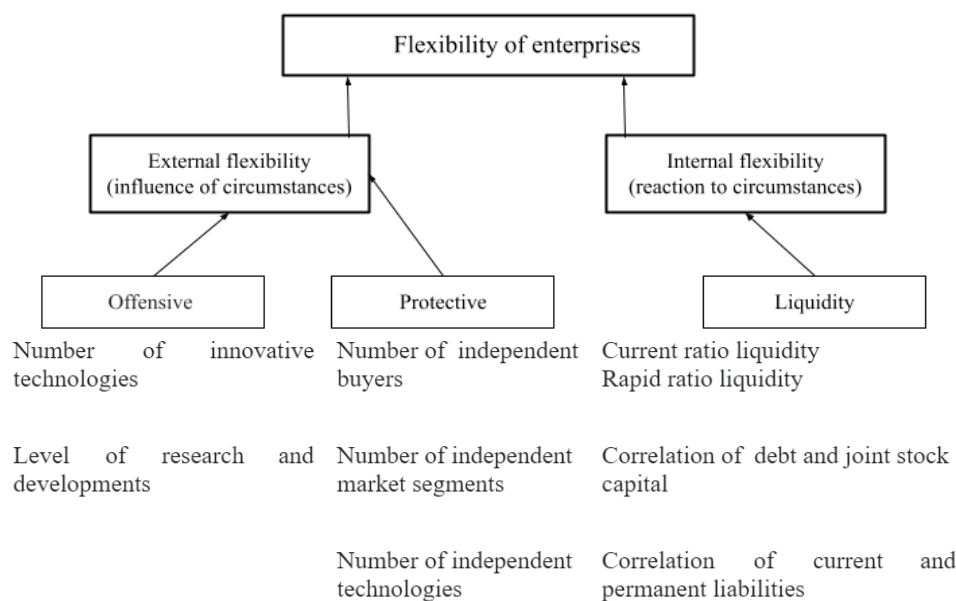 Flexibility of enterprises
External flexibility
(influence of circumstances)
Internal flexibility
(reaction to circumstances)
Offensive
Protective
Liquidity
Number of innovative
technologies
Level of research and
developments
Number of independent
buyers
Number of independent
market segments
Number of independent
technologies
Current ratio liquidity
Rapid ratio liquidity
Correlation of debt and joint stock
capital
Correlation of current and
permanent liabilities